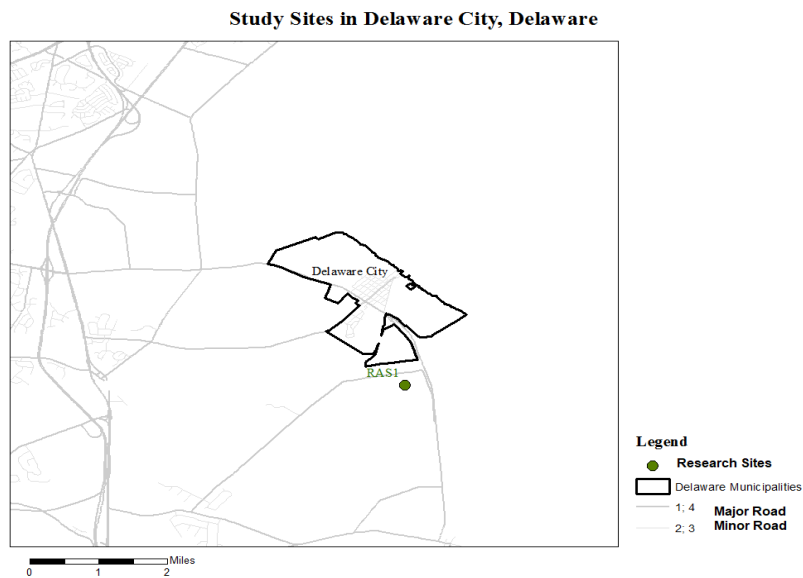 Study Sites in Delaware City, Delaware
Delaware City
RAS1
Legend
Research Sites
Delaware Municipalities
1; 4 Major Road
2; 3 Minor Road
Miles
0 1 2